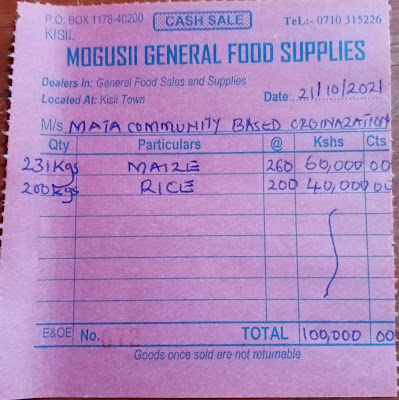 P.O. BOX 1178-40200 CASH SALE TeL:- 0710 315226
KISII.
MOGUSII GENERAL FOOD SUPPLIES
Dealers In: General Food Sales and Supplies
Located At: Kisii Town Date: 21/10/2021
M/s MATA COMMUNITY BASED ORGINAZATION
Qty Particulars @ Kshs Cts
231Kgs MAIZE 260 60,000 00
200Kgs RICE 200 40,000 00
E&OE No. 672 TOTAL 100,000 00
Goods once sold are not returnable